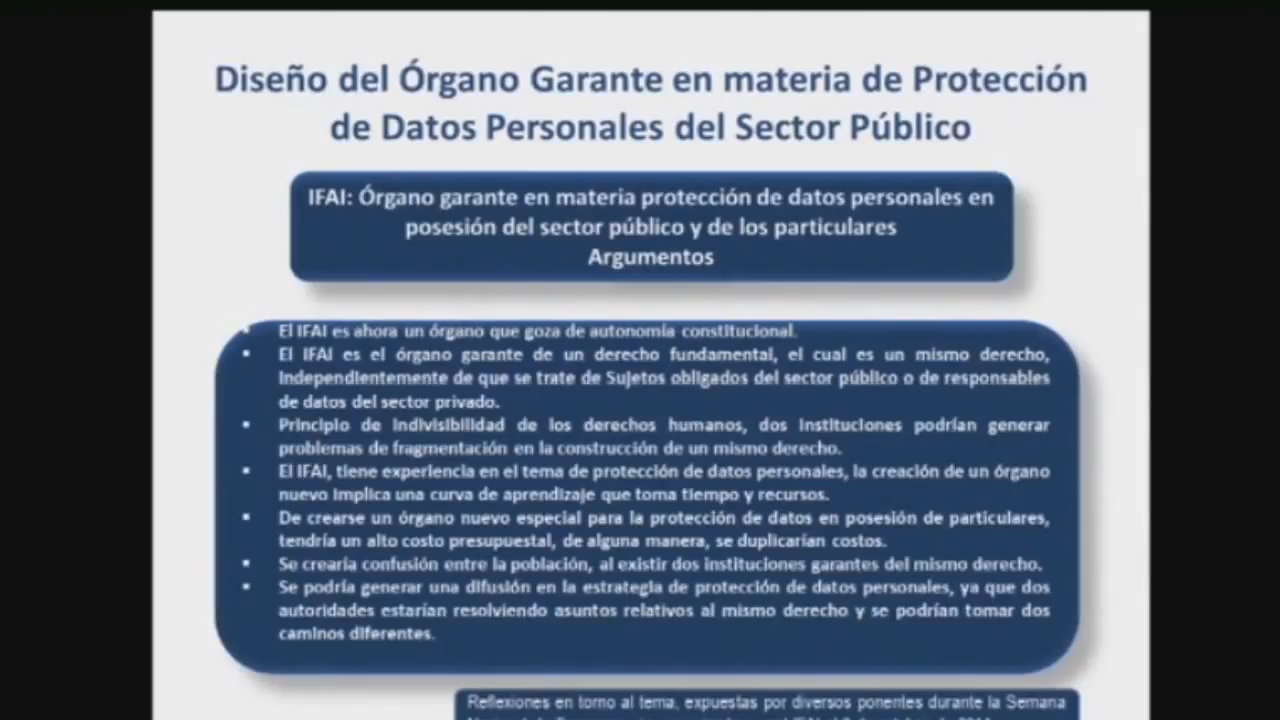 Diseño del Órgano Garante en materia de Protección
de Datos Personales del Sector Público
IFAI: Órgano garante en materia protección de datos personales en
posesión del sector público y de los particulares
Argumentos
▪ El IFAI es ahora un órgano que goza de autonomía constitucional.
▪ El IFAI es el órgano garante de un derecho fundamental, el cual es un mismo derecho,
independientemente de que se trate de Sujetos obligados del sector público o de responsables
de datos del sector privado.
▪ Principio de indivisibilidad de los derechos humanos, dos instituciones podrían generar
problemas de fragmentación en la construcción de un mismo derecho.
▪ El IFAI, tiene experiencia en el tema de protección de datos personales, la creación de un órgano
nuevo implica una curva de aprendizaje que toma tiempo y recursos.
▪ De crearse un órgano nuevo especial para la protección de datos en posesión de particulares,
tendría un alto costo presupuestal, de alguna manera, se duplicarían costos.
▪ Se crearía confusión entre la población, al existir dos instituciones garantes del mismo derecho.
▪ Se podría generar una difusión en la estrategia de protección de datos personales, ya que dos
autoridades estarían resolviendo asuntos relativos al mismo derecho y se podrían tomar dos
caminos diferentes.
Reflexiones en torno al tema, expuestas por diversos ponentes durante la Semana